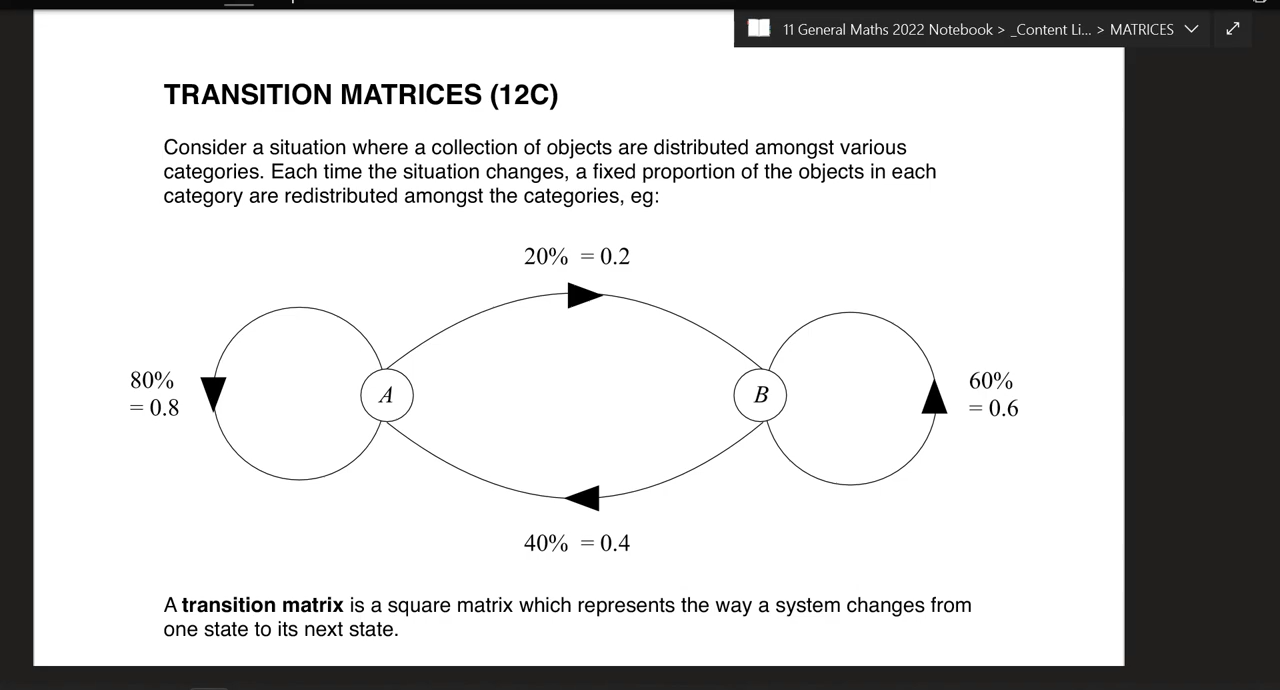 11 General Maths 2022 Notebook > _Content Li... > MATRICES
TRANSITION MATRICES (12C)
Consider a situation where a collection of objects are distributed amongst various
categories. Each time the situation changes, a fixed proportion of the objects in each
category are redistributed amongst the categories, eg:
20% = 0.2
80%
= 0.8
A
B
60%
= 0.6
40% = 0.4
A transition matrix is a square matrix which represents the way a system changes from
one state to its next state.